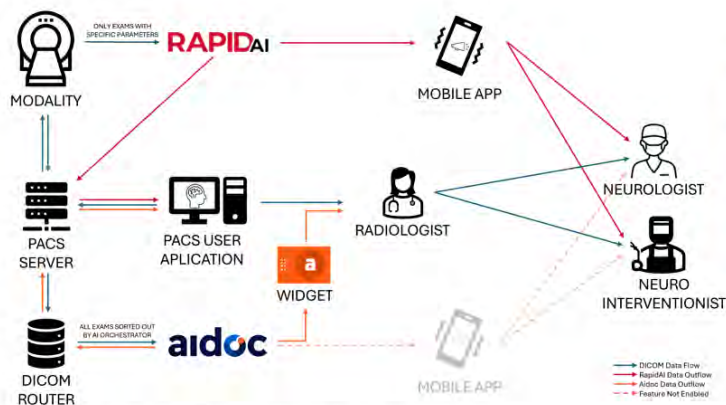 ONLY EXAMS WITH
SPECIFIC PARAMETERS
RAPIDAI
MODALITY
MOBILE APP
NEUROLOGIST
PACS
SERVER
PACS USER
APLICATION
RADIOLOGIST
a
WIDGET
NEURO
INTERVENTIONIST
ALL EXAMS SORTED OUT
BY AI ORCHESTRATOR
aidoc
DICOM
ROUTER
MOBILE APP
DICOM Data Flow
RapidAI Data Outflow
Aidoc Data Outflow
Feature Not Enabled